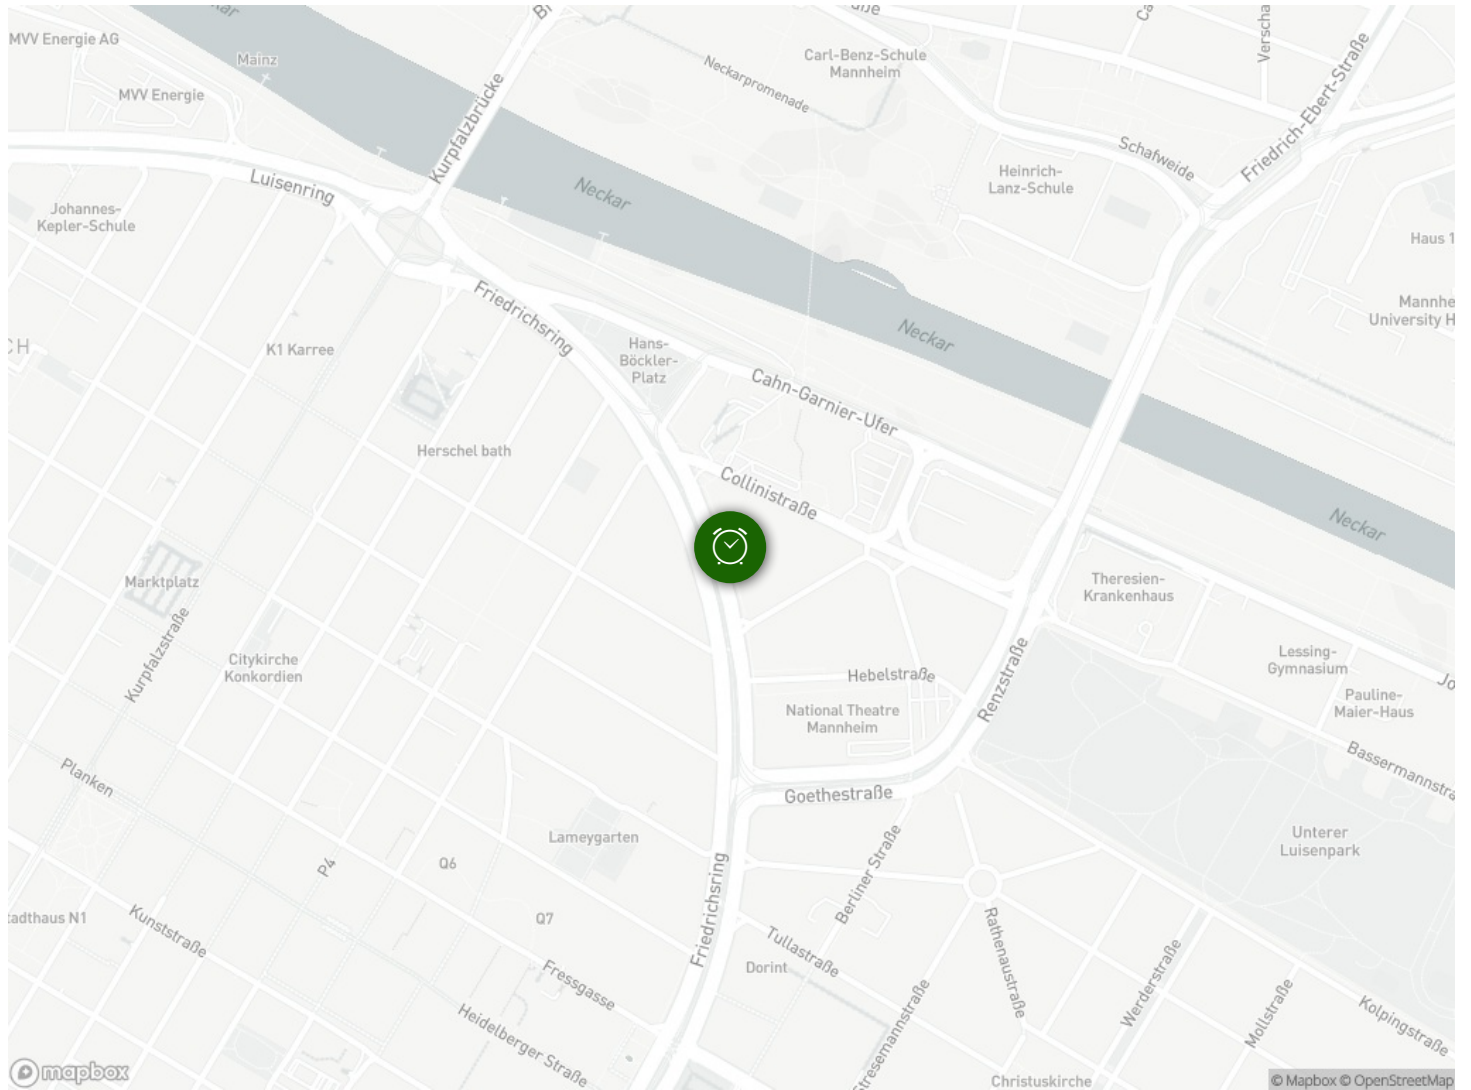 MVV Energie AG
Mainz
MVV Energie
Kurpfalzbrücke
Neckarpromenade
Carl-Benz-Schule
Mannheim
Friedrich-Ebert-Straße
Schafweide
Heinrich-
Lanz-Schule
Luisenring
Neckar
Johannes-
Kepler-Schule
Haus 1
Friedrichsring
K1 Karree
Hans-
Böckler-
Platz
Neckar
Cahn-Garnier-Ufer
Herschel bath
Collinistraße
Neckar
Marktplatz
Theresien-
Krankenhaus
Kurpfalzstraße
Citykirche
Konkordien
Hebelstraße
Renzstraße
Lessing-
Gymnasium
National Theatre
Mannheim
Pauline-
Maier-Haus
Planken
Goethestraße
Lameygarten
Unterer
Luisenpark
P4
Q6
Berliner Straße
Friedrichsring
Kunststraße
Q7
Tullastraße
Rathenaustraße
Dorint
Fressgasse
Werderstraße
Mollstraße
Kolpingstraße
Heidelberger Straße
Christuskirche
mapbox
© Mapbox © OpenStreetMap